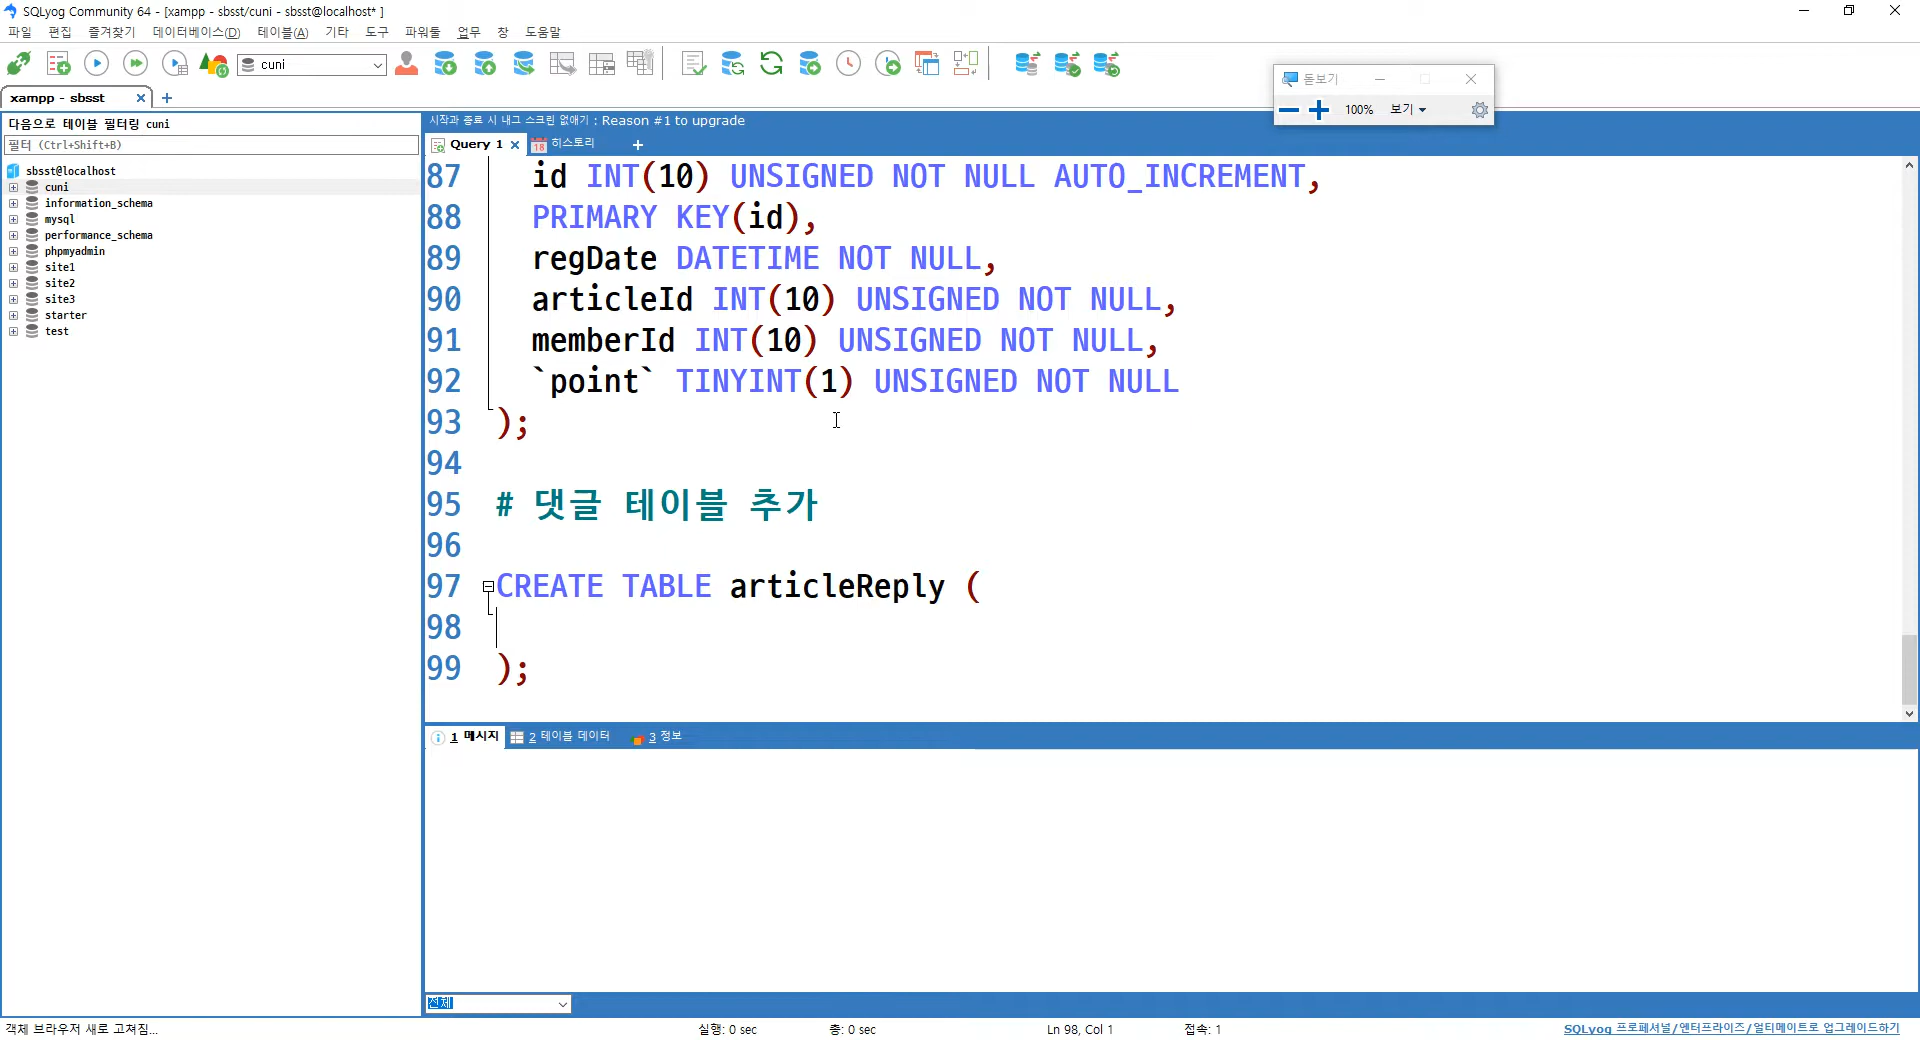 SQLyog Community 64 - [xampp - sbsst/cuni - sbsst@localhost* ]
파일 편집 즐겨찾기 데이터베이스(D) 테이블(A) 기타 도구 파워툴 업무 창 도움말
cuni
돋보기
100% 보기
xampp - sbsst
다음으로 테이블 필터링 cuni
필터 (Ctrl+Shift+B)
sbsst@localhost
cuni
information_schema
mysql
performance_schema
phpmyadmin
site1
site2
site3
starter
test
시작과 종료 시 내그 스크린 없애기 : Reason #1 to upgrade
Query 1 18 히스토리
87 id INT(10) UNSIGNED NOT NULL AUTO_INCREMENT,
88 PRIMARY KEY(id),
89 regDate DATETIME NOT NULL,
90 articleId INT(10) UNSIGNED NOT NULL,
91 memberId INT(10) UNSIGNED NOT NULL,
92 `point` TINYINT(1) UNSIGNED NOT NULL
93 );
94
95 # 댓글 테이블 추가
96
97 CREATE TABLE articleReply (
98
99 );
1 메시지 2 테이블 데이터 3 정보
전체
객체 브라우저 새로 고쳐짐... 실행: 0 sec 총: 0 sec Ln 98, Col 1 접속: 1 SQLyog 프로페셔널/엔터프라이즈/얼티메이트로 업그레이드하기